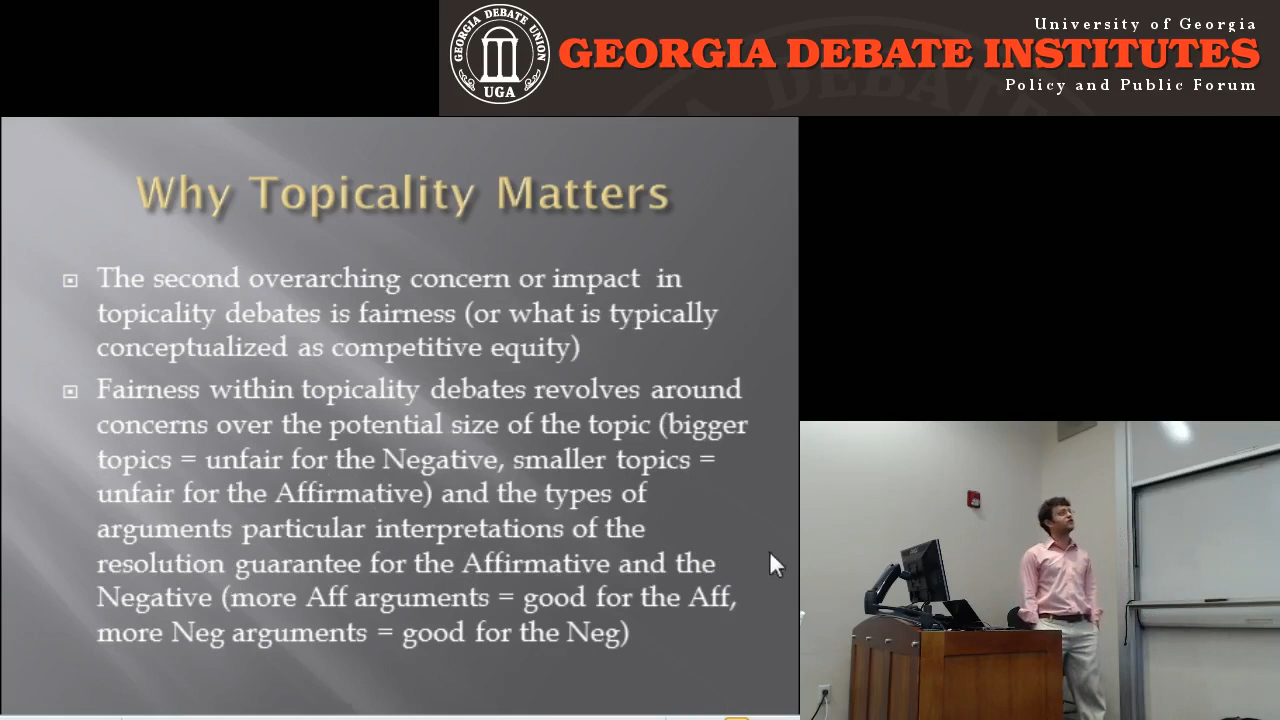 GEORGIA DEBATE UNION
UGA
University of Georgia
GEORGIA DEBATE INSTITUTES
Policy and Public Forum
Why Topicality Matters
The second overarching concern or impact in
topicality debates is fairness (or what is typically
conceptualized as competitive equity)
Fairness within topicality debates revolves around
concerns over the potential size of the topic (bigger
topics = unfair for the Negative, smaller topics =
unfair for the Affirmative) and the types of
arguments particular interpretations of the
resolution guarantee for the Affirmative and the
Negative (more Aff arguments = good for the Aff,
more Neg arguments = good for the Neg)